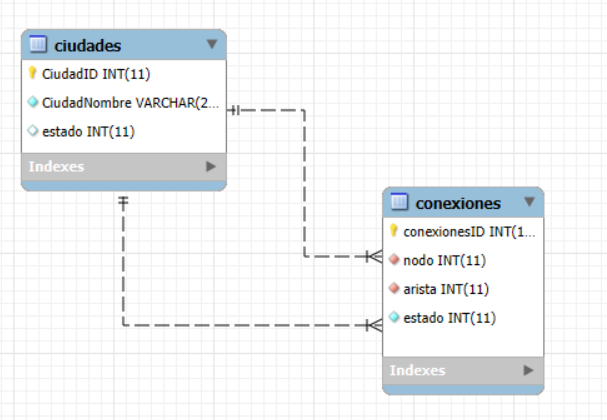 ciudades
CiudadID INT(11)
CiudadNombre VARCHAR(2...
estado INT(11)
Indexes
conexiones
conexionesID INT(1...
nodo INT(11)
arista INT(11)
estado INT(11)
Indexes